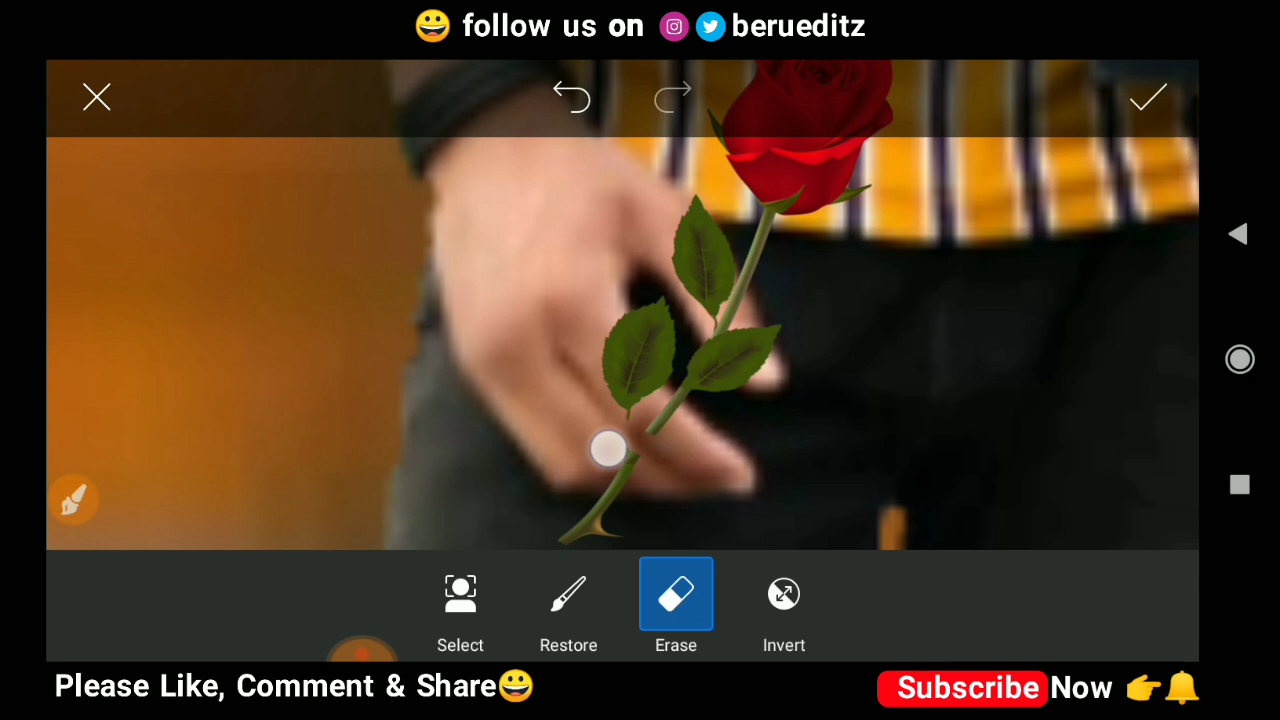 😀 follow us on berueditz
Select Restore Erase Invert
Please Like, Comment & Share😀
Subscribe Now 👉🔔